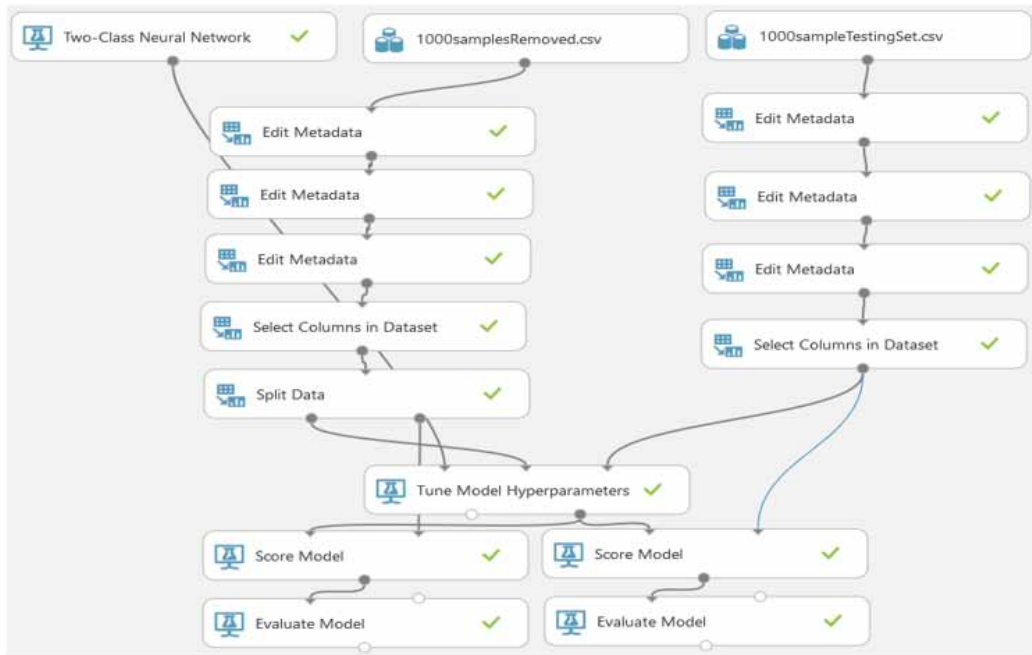 Two-Class Neural Network
1000samplesRemoved.csv
1000sampleTestingSet.csv
Edit Metadata
Edit Metadata
Edit Metadata
Edit Metadata
Edit Metadata
Edit Metadata
Select Columns in Dataset
Select Columns in Dataset
Split Data
Tune Model Hyperparameters
Score Model
Score Model
Evaluate Model
Evaluate Model